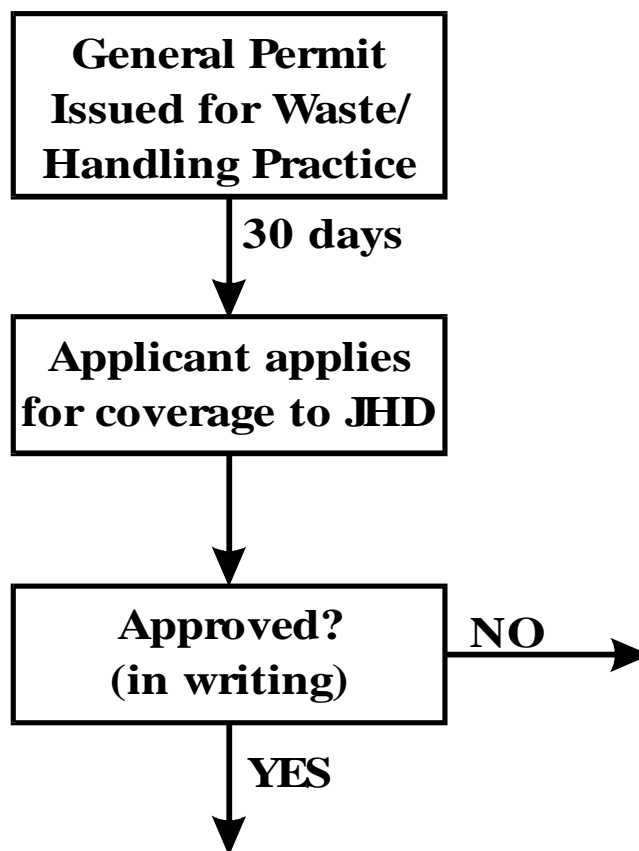 General Permit
Issued for Waste/
Handling Practice
30 days
Applicant applies
for coverage to JHD
Approved?
(in writing)
NO
YES